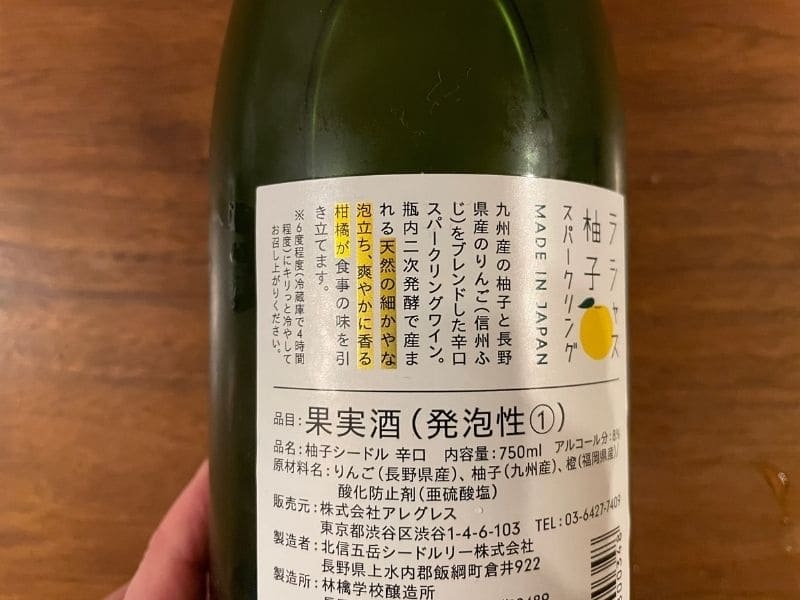 ララヤス
柚子
スパークリング
MADE IN JAPAN
九州産の柚子と長野
県産のりんご(信州ふ
じ)をブレンドした辛口
スパークリングワイン。
瓶内二次発酵で産ま
れる天然の細かやな
泡立ち、爽やかに香る
柑橘が食事の味を引
き立てます。
※6度程度(冷蔵庫で4時間
程度)にキリっと冷やして
お召し上がりください。
品目:果実酒(発泡性①)
品名:柚子シードル 辛口 内容量:750ml アルコール分:8%
原材料名:りんご(長野県産)、柚子(九州産)、橙(福岡県産)/
酸化防止剤(亜硫酸塩)
販売元:株式会社アレグレス
東京都渋谷区渋谷1-4-6-103 TEL:03-6427-7409
製造者:北信五岳シードルリー株式会社
長野県上水内郡飯綱町倉井922
製造所:林檎学校醸造所